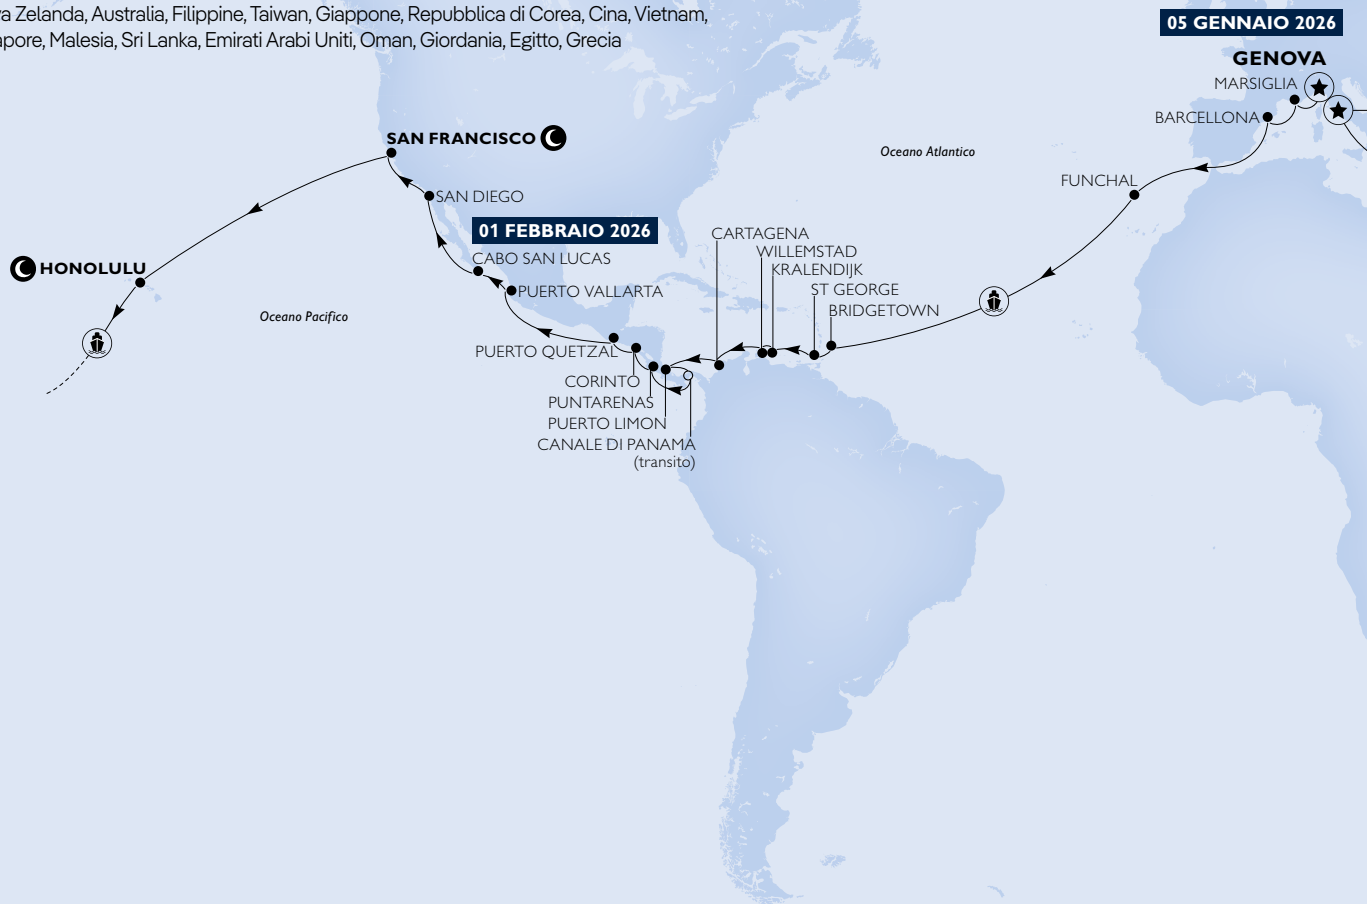 va Zelanda, Australia, Filippine, Taiwan, Giappone, Repubblica di Corea, Cina, Vietnam,
apore, Malesia, Sri Lanka, Emirati Arabi Uniti, Oman, Giordania, Egitto, Grecia
05 GENNAIO 2026
GENOVA
MARSIGLIA
BARCELLONA
SAN FRANCISCO
Oceano Atlantico
FUNCHAL
SAN DIEGO
01 FEBBRAIO 2026
CARTAGENA
WILLEMSTAD
CABO SAN LUCAS
KRALENDIJK
HONOLULU
PUERTO VALLARTA
ST GEORGE
BRIDGETOWN
Oceano Pacifico
PUERTO QUETZAL
CORINTO
PUNTARENAS
PUERTO LIMON
CANALE DI PANAMA
(transito)